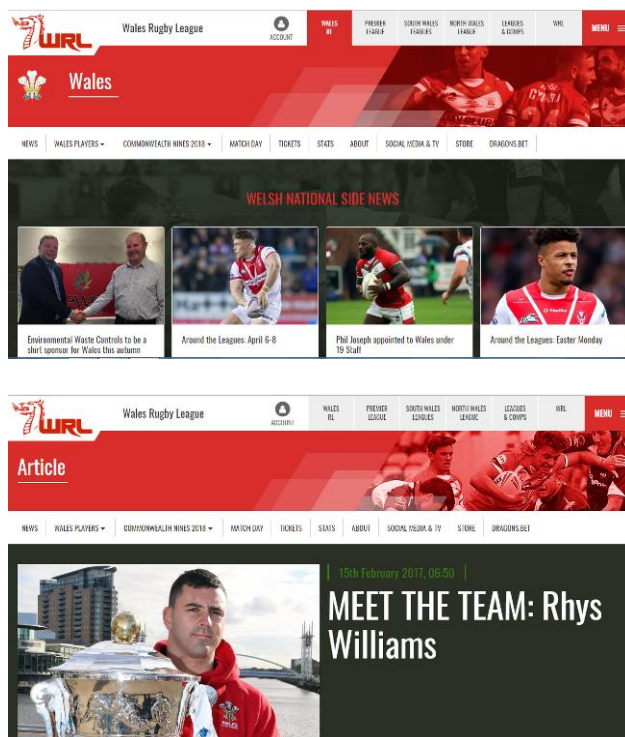 WRL
Wales Rugby League
ACCOUNT
WALES
RL
PREMIER
LEAGUE
SOUTH WALES
LEAGUES
NORTH WALES
LEAGUE
LEAGUES
& COMPS
WRL
MENU
Wales
NEWS
WALES PLAYERS
COMMONWEALTH NINES 2018
MATCH DAY
TICKETS
STATS
ABOUT
SOCIAL MEDIA & TV
STORE
DRAGONS.BET
WELSH NATIONAL SIDE NEWS
Environmental Waste Controls to be a
shirt sponsor for Wales this autumn
Around the Leagues: April 6-8
Phil Joseph appointed to Wales under
19 Staff
Around the Leagues: Easter Monday
WRL
Wales Rugby League
ACCOUNT
WALES
RL
PREMIER
LEAGUE
SOUTH WALES
LEAGUES
NORTH WALES
LEAGUE
LEAGUES
& COMPS
WRL
MENU
Article
NEWS
WALES PLAYERS
COMMONWEALTH NINES 2018
MATCH DAY
TICKETS
STATS
ABOUT
SOCIAL MEDIA & TV
STORE
DRAGONS.BET
15th February 2017, 06:50
MEET THE TEAM: Rhys
Williams